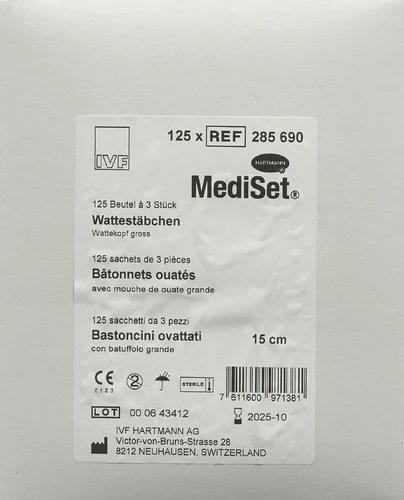 125 x REF 285 690
IVF
HARTMANN
MediSet®
125 Beutel à 3 Stück
Wattestäbchen
Wattekopf gross
125 sachets de 3 pièces
Bâtonnets ouatés
avec mouche de ouate grande
125 sacchetti da 3 pezzi
Bastoncini ovattati 15 cm
con batuffolo grande
CE 0123
2
STERILE
7 611600 971381
LOT 00 06 43412
2025-10
IVF HARTMANN AG
Victor-von-Bruns-Strasse 28
8212 NEUHAUSEN, SWITZERLAND